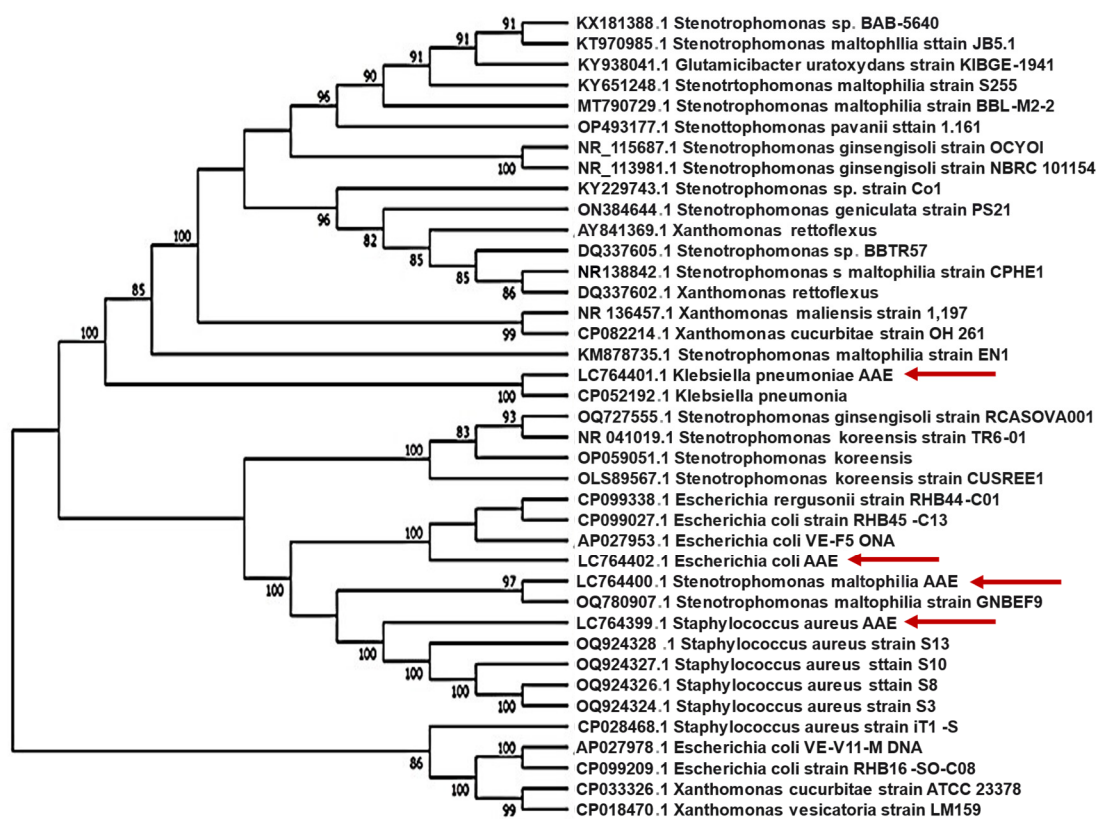 KX181388.1 Stenotrophomonas sp. BAB-5640
KT970985.1 Stenotrophomonas maltophIlia sttain JB5.1
KY938041.1 Glutamicibacter uratoxydans strain KIBGE-1941
KY651248.1 Stenotrtophomonas maltophilia strain S255
MT790729.1 Stenotrophomonas maltophilia strain BBL-M2-2
OP493177.1 Stenottophomonas pavanii sttain 1.161
NR_115687.1 Stenotrophomonas ginsengisoli strain OCYOI
NR_113981.1 Stenotrophomonas ginsengisoli strain NBRC 101154
KY229743.1 Stenotrophomonas sp. strain Co1
ON384644.1 Stenotrophomonas geniculata strain PS21
AY841369.1 Xanthomonas rettoflexus
DQ337605.1 Stenotrophomonas sp. BBTR57
NR138842.1 Stenotrophomonas s maltophilia strain CPHE1
DQ337602.1 Xanthomonas rettoflexus
NR 136457.1 Xanthomonas maliensis strain 1,197
CP082214.1 Xanthomonas cucurbitae strain OH 261
KM878735.1 Stenotrophomonas maltophilia strain EN1
LC764401.1 Klebsiella pneumoniae AAE
CP052192.1 Klebsiella pneumonia
OQ727555.1 Stenotrophomonas ginsengisoli strain RCASOVA001
NR 041019.1 Stenotrophomonas koreensis strain TR6-01
OP059051.1 Stenotrophomonas koreensis
OLS89567.1 Stenotrophomonas koreensis strain CUSREE1
CP099338.1 Escherichia rergusonii strain RHB44-C01
CP099027.1 Escherichia coli strain RHB45 -C13
AP027953.1 Escherichia coli VE-F5 ONA
LC764402.1 Escherichia coli AAE
LC764400.1 Stenotrophomonas maltophilia AAE
OQ780907.1 Stenotrophomonas maltophilia strain GNBEF9
LC764399.1 Staphylococcus aureus AAE
OQ924328 .1 Staphylococcus aureus strain S13
OQ924327.1 Staphylococcus aureus sttain S10
OQ924326.1 Staphylococcus aureus sttain S8
OQ924324.1 Staphylococcus aureus strain S3
CP028468.1 Staphylococcus aureus strain iT1 -S
AP027978.1 Escherichia coli VE-V11-M DNA
CP099209.1 Escherichia coli strain RHB16 -SO-C08
CP033326.1 Xanthomonas cucurbitae strain ATCC 23378
CP018470.1 Xanthomonas vesicatoria strain LM159
91
91
91
90
96
100
96
82
85
85
86
100
99
85
100
100
93
83
100
100
100
97
100
100
100
100
86
100
100
99